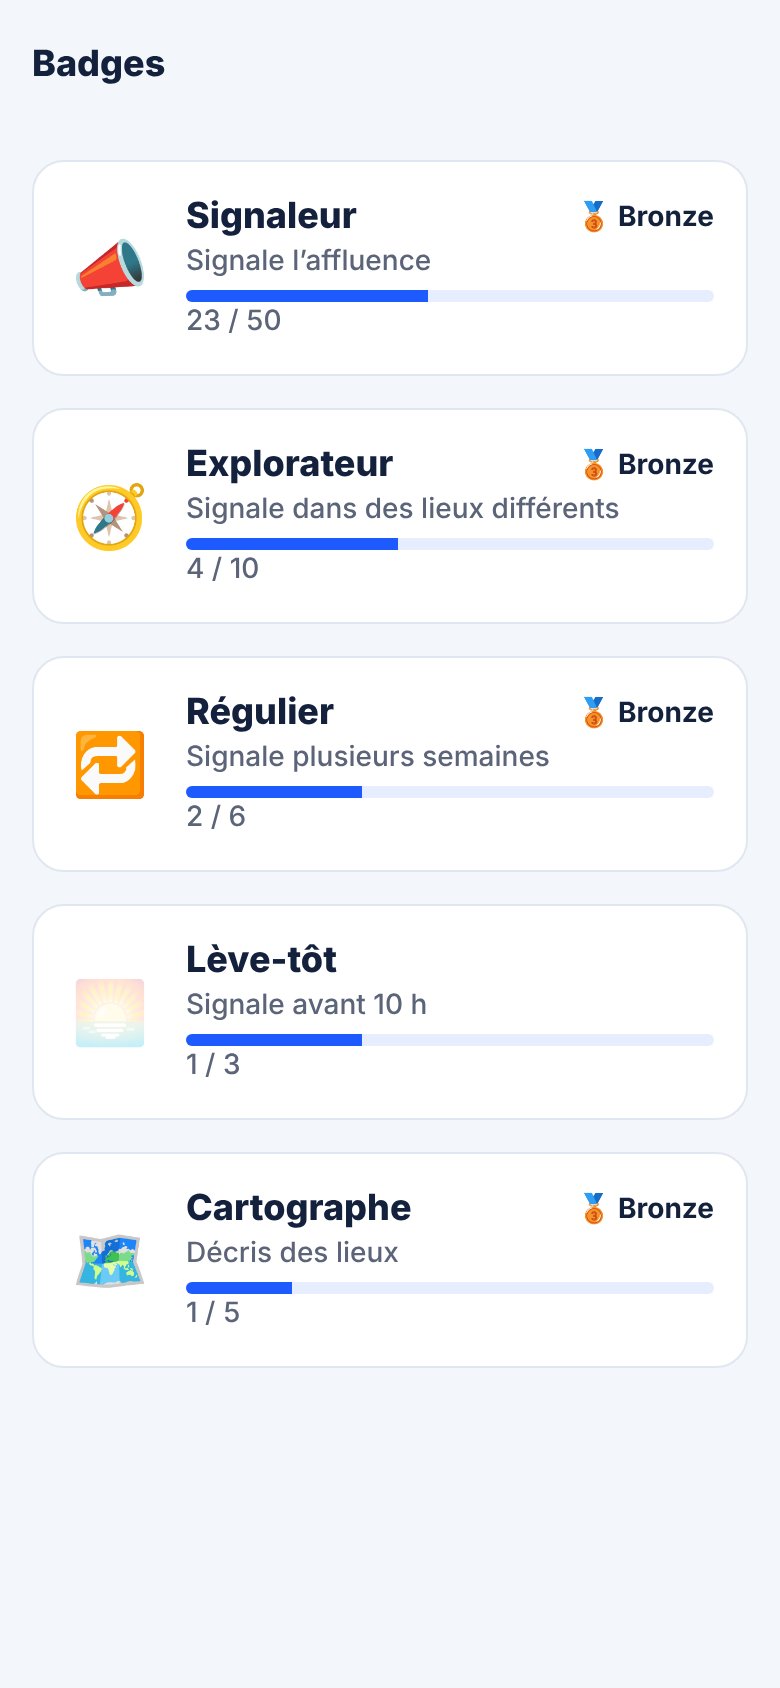 Badges
Signaleur
🥉 Bronze
Signale l’affluence
23 / 50
Explorateur
🥉 Bronze
Signale dans des lieux différents
4 / 10
Régulier
🥉 Bronze
Signale plusieurs semaines
2 / 6
Lève-tôt
Signale avant 10 h
1 / 3
Cartographe
🥉 Bronze
Décris des lieux
1 / 5